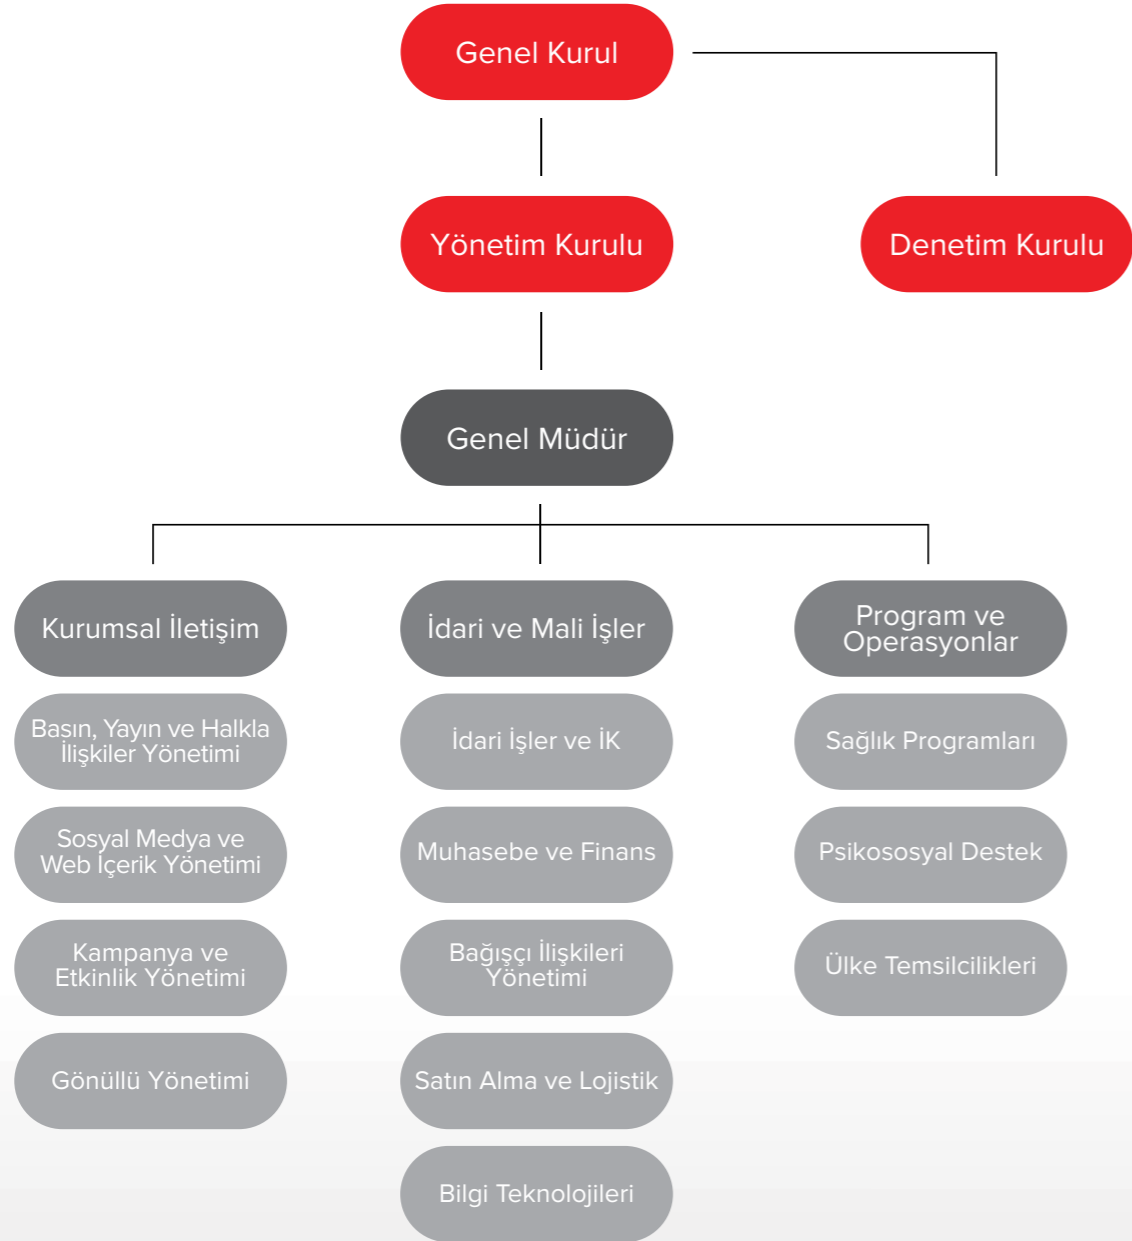 Genel Kurul
Yönetim Kurulu
Denetim Kurulu
Genel Müdür
Kurumsal İletişim
İdari ve Mali İşler
Program ve
Operasyonlar
Basın, Yayın ve Halkla
İlişkiler Yönetimi
İdari İşler ve İK
Sağlık Programları
Sosyal Medya ve
Web İçerik Yönetimi
Muhasebe ve Finans
Psikososyal Destek
Kampanya ve
Etkinlik Yönetimi
Bağışçı İlişkileri
Yönetimi
Ülke Temsilcilikleri
Gönüllü Yönetimi
Satın Alma ve Lojistik
Bilgi Teknolojileri